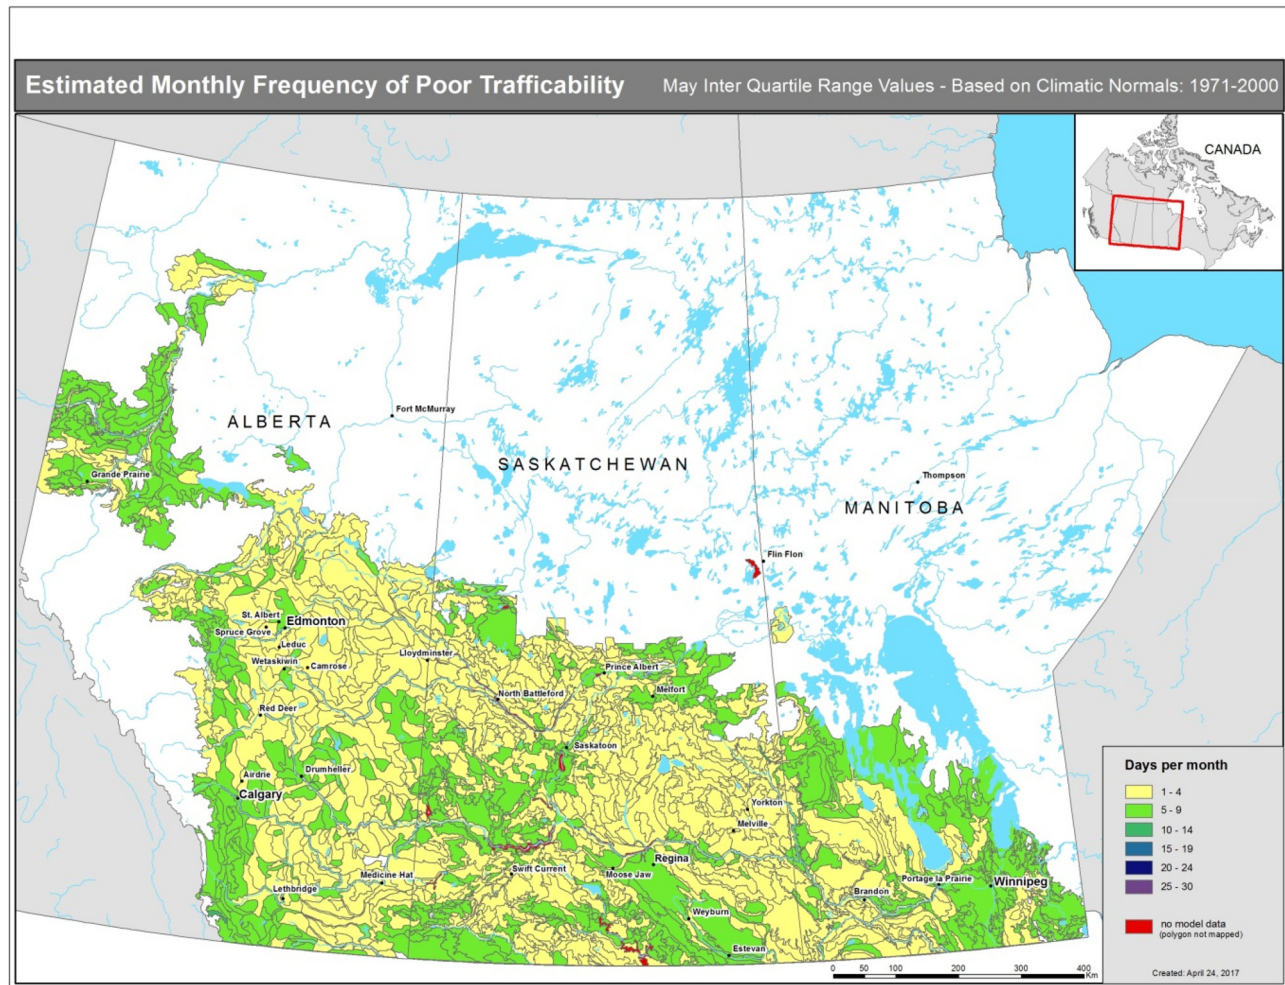 Estimated Monthly Frequency of Poor Trafficability
May Inter Quartile Range Values - Based on Climatic Normals: 1971-2000
CANADA
ALBERTA
Fort McMurray
SASKATCHEWAN
Grande Prairie
Thompson
MANITOBA
Flin Flon
St. Albert
Edmonton
Spruce Grove
Leduc
Wetaskiwin
Camrose
Lloydminster
Prince Albert
Melfort
North Battleford
Red Deer
Saskatoon
Airdrie
Drumheller
Calgary
Yorkton
Melville
Regina
Moose Jaw
Swift Current
Medicine Hat
Lethbridge
Brandon
Portage la Prairie
Winnipeg
Weyburn
Estevan
Days per month
1 - 4
5 - 9
10 - 14
15 - 19
20 - 24
25 - 30
no model data
(polygon not mapped)
0 50 100 200 300 400
Km
Created: April 24, 2017